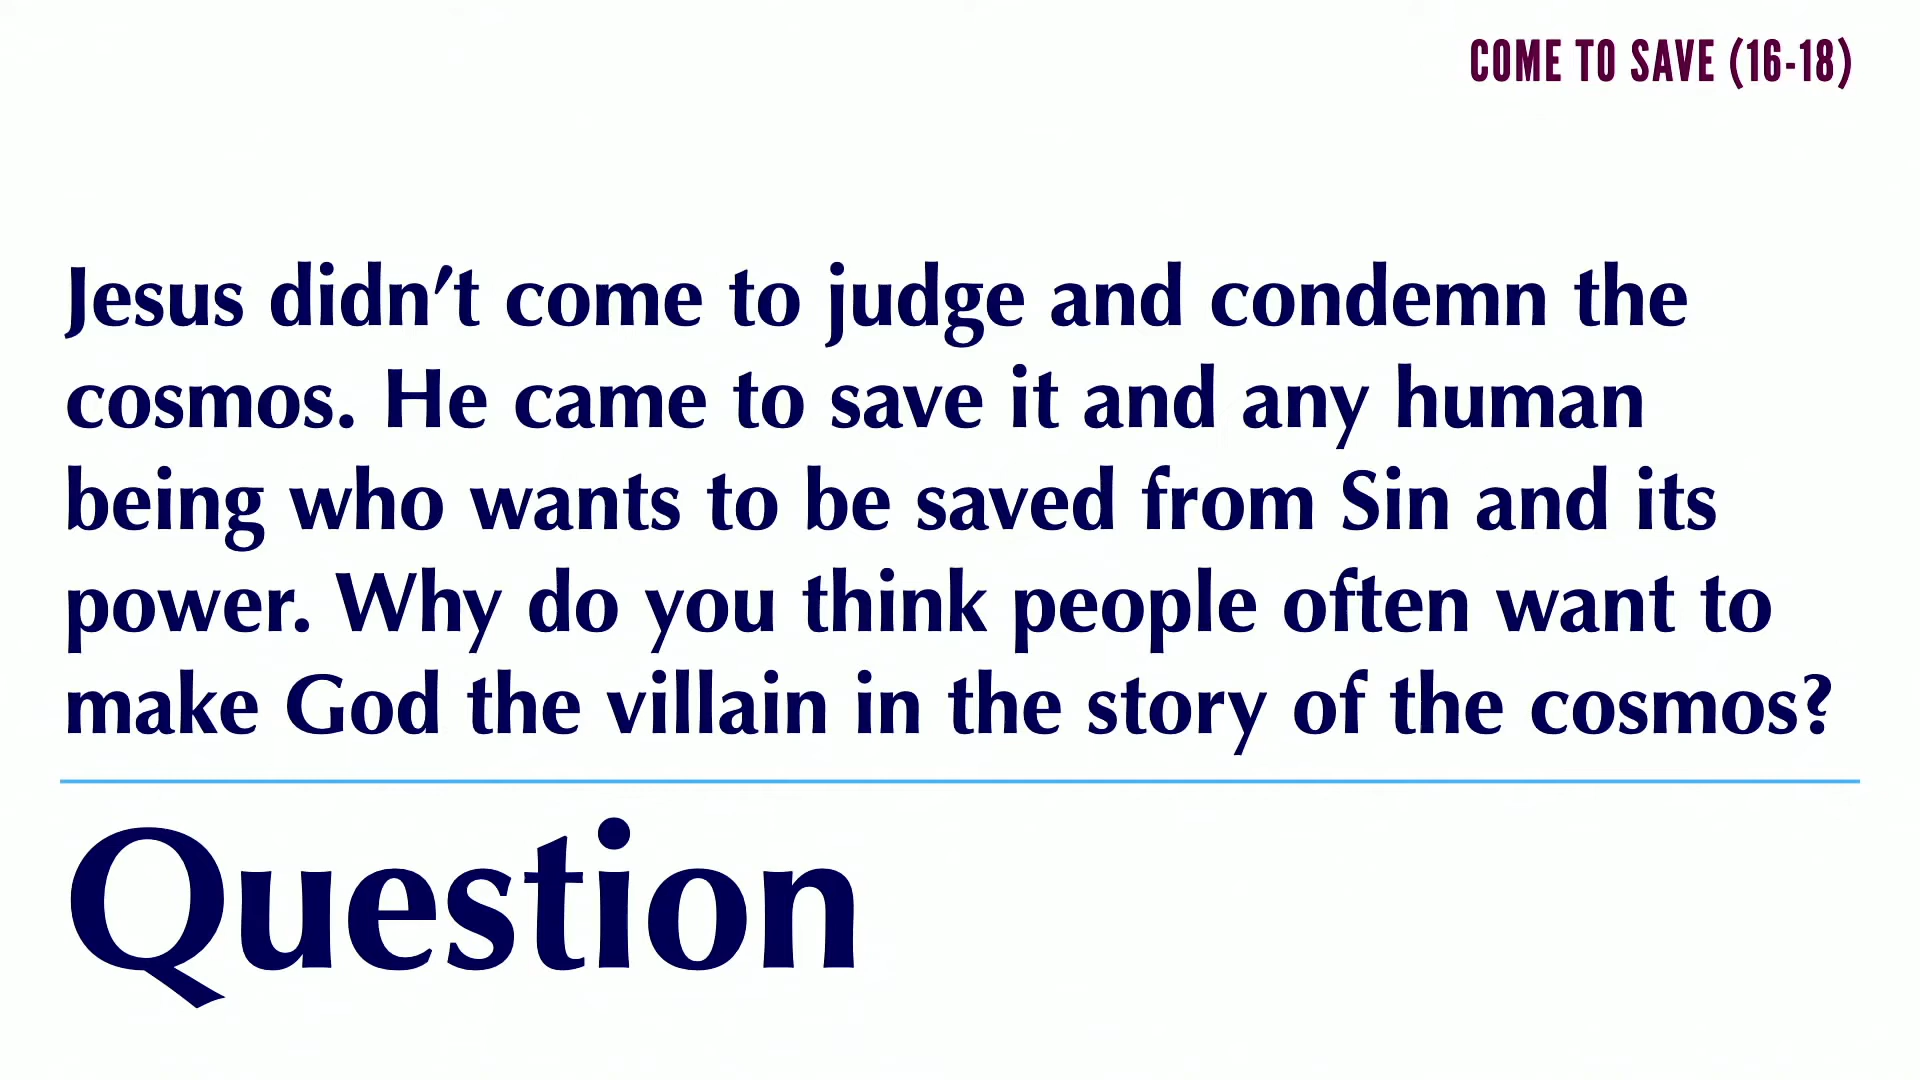 COME TO SAVE (16-18)
Jesus didn’t come to judge and condemn the
cosmos. He came to save it and any human
being who wants to be saved from Sin and its
power. Why do you think people often want to
make God the villain in the story of the cosmos?
Question